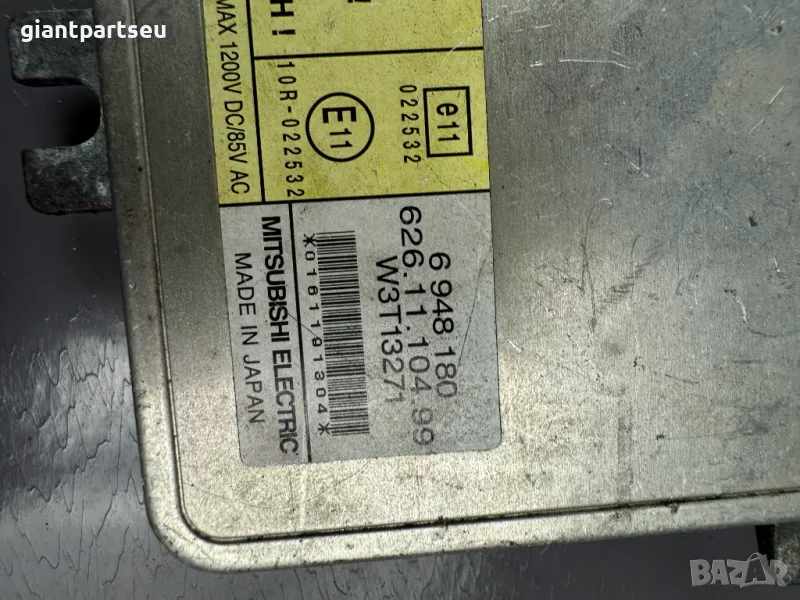 giantpartseu
!
H !
MAX 1200V DC/85V AC
10R-022532
E11
e11
022532
6 948 180
626.11.104.99
W3T13271
*0161191304*
MITSUBISHI ELECTRIC
MADE IN JAPAN
BAZAR